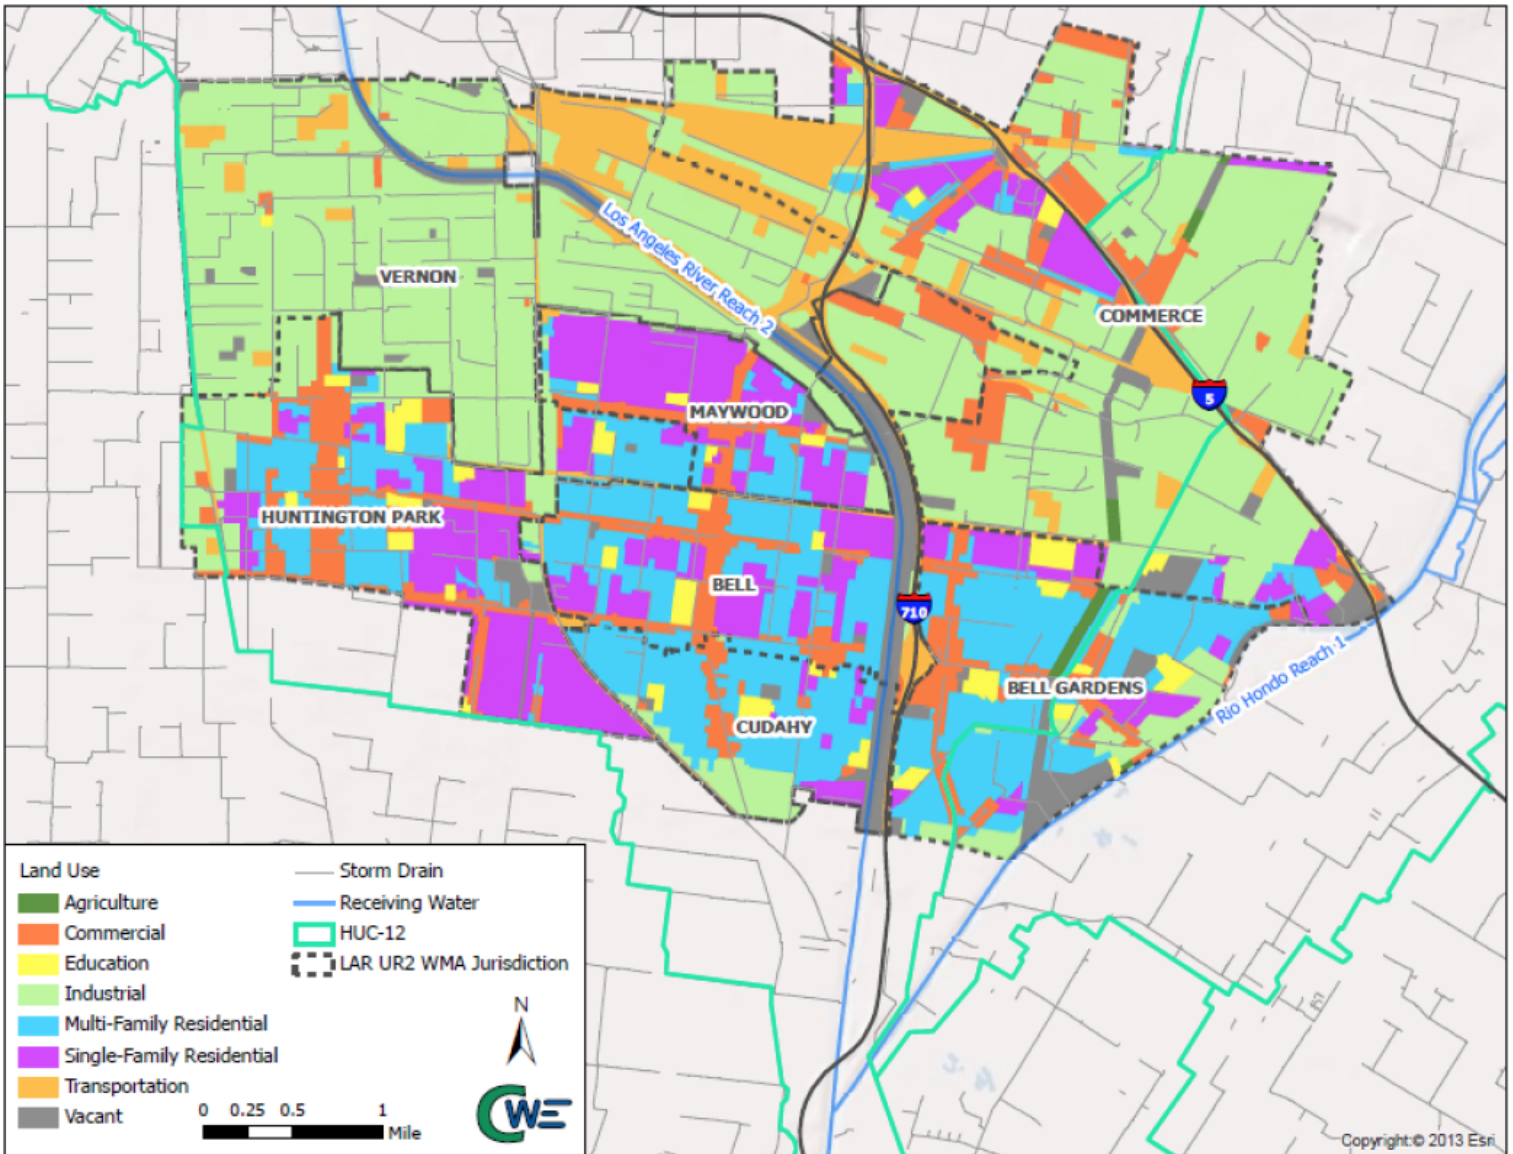 Los Angeles River Reach 2
VERNON
COMMERCE
5
MAYWOOD
HUNTINGTON PARK
BELL
710
BELL GARDENS
Rio Hondo Reach 1
CUDAHY
Land Use
Agriculture
Commercial
Education
Industrial
Multi-Family Residential
Single-Family Residential
Transportation
Vacant
Storm Drain
Receiving Water
HUC-12
LAR UR2 WMA Jurisdiction
N
0 0.25 0.5 1
Mile
CWE
Copyright:© 2013 Esri